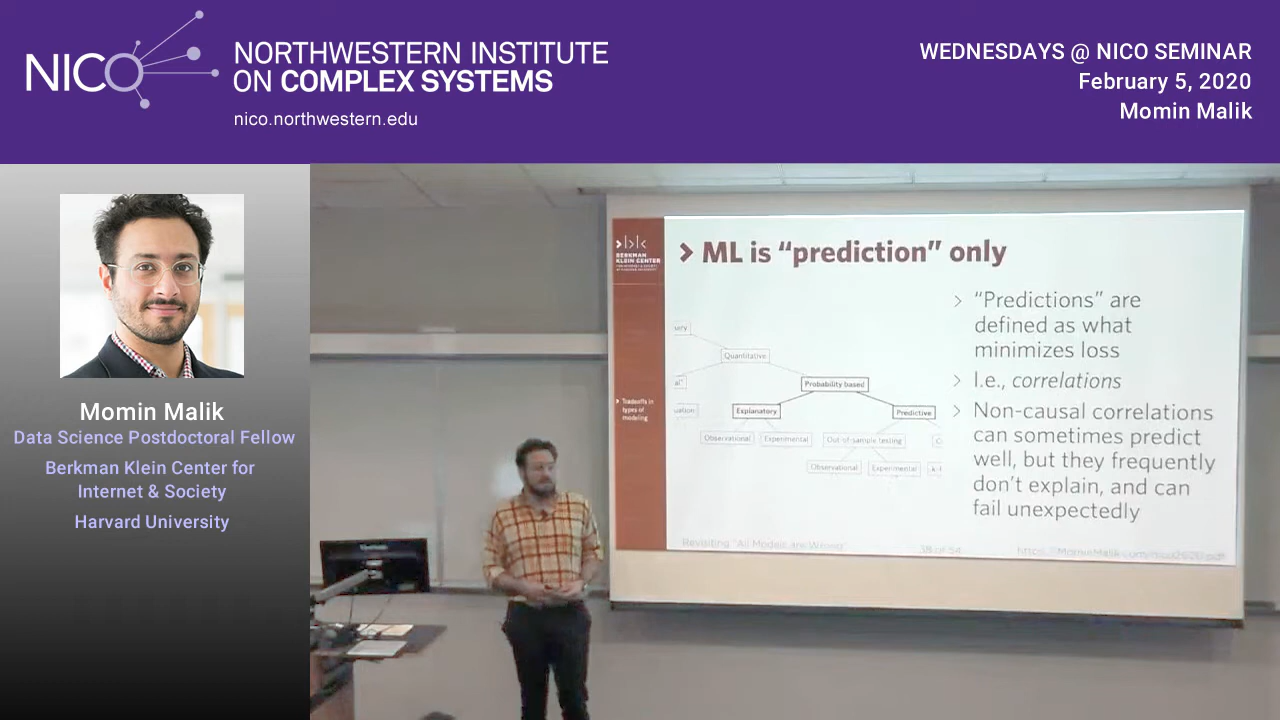 NICO
NORTHWESTERN INSTITUTE
ON COMPLEX SYSTEMS
nico.northwestern.edu
WEDNESDAYS @ NICO SEMINAR
February 5, 2020
Momin Malik
Momin Malik
Data Science Postdoctoral Fellow
Berkman Klein Center for
Internet & Society
Harvard University
BERKMAN
KLEIN CENTER
› ML is “prediction” only
› Tradeoffs in
types of
modeling
Quantitative
Probability based
Explanatory
Predictive
Observational
Experimental
Out-of-sample testing
Observational
Experimental
› “Predictions” are
defined as what
minimizes loss
› I.e., correlations
› Non-causal correlations
can sometimes predict
well, but they frequently
don’t explain, and can
fail unexpectedly
Revisiting “All Models are Wrong”
38 of 54
ViewSonic